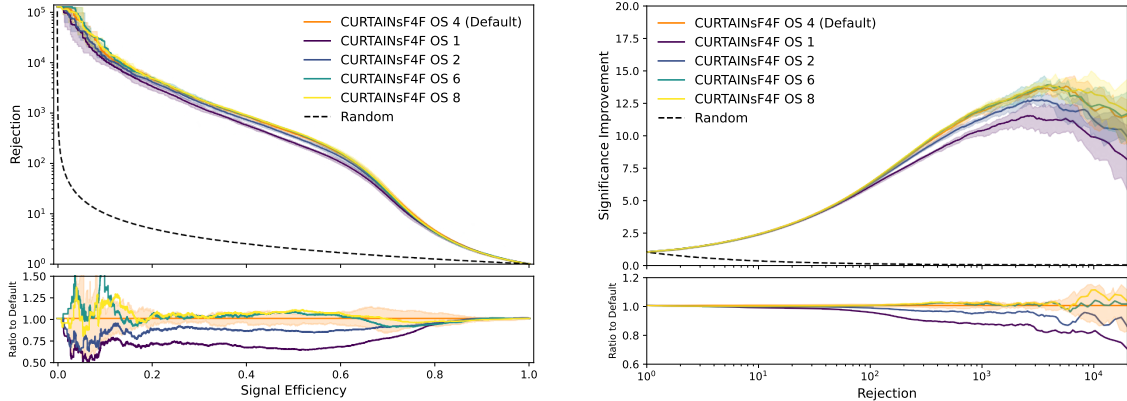 10^5
10^4
10^3
10^2
10^1
10^0
Rejection
CURTAINsF4F OS 4 (Default)
CURTAINsF4F OS 1
CURTAINsF4F OS 2
CURTAINsF4F OS 6
CURTAINsF4F OS 8
Random
1.50
1.25
1.00
0.75
0.50
Ratio to Default
0.0 0.2 0.4 0.6 0.8 1.0
Signal Efficiency
20.0
17.5
15.0
12.5
10.0
7.5
5.0
2.5
0.0
Significance Improvement
CURTAINsF4F OS 4 (Default)
CURTAINsF4F OS 1
CURTAINsF4F OS 2
CURTAINsF4F OS 6
CURTAINsF4F OS 8
Random
1.2
1.0
0.8
0.6
Ratio to Default
10^0 10^1 10^2 10^3 10^4
Rejection